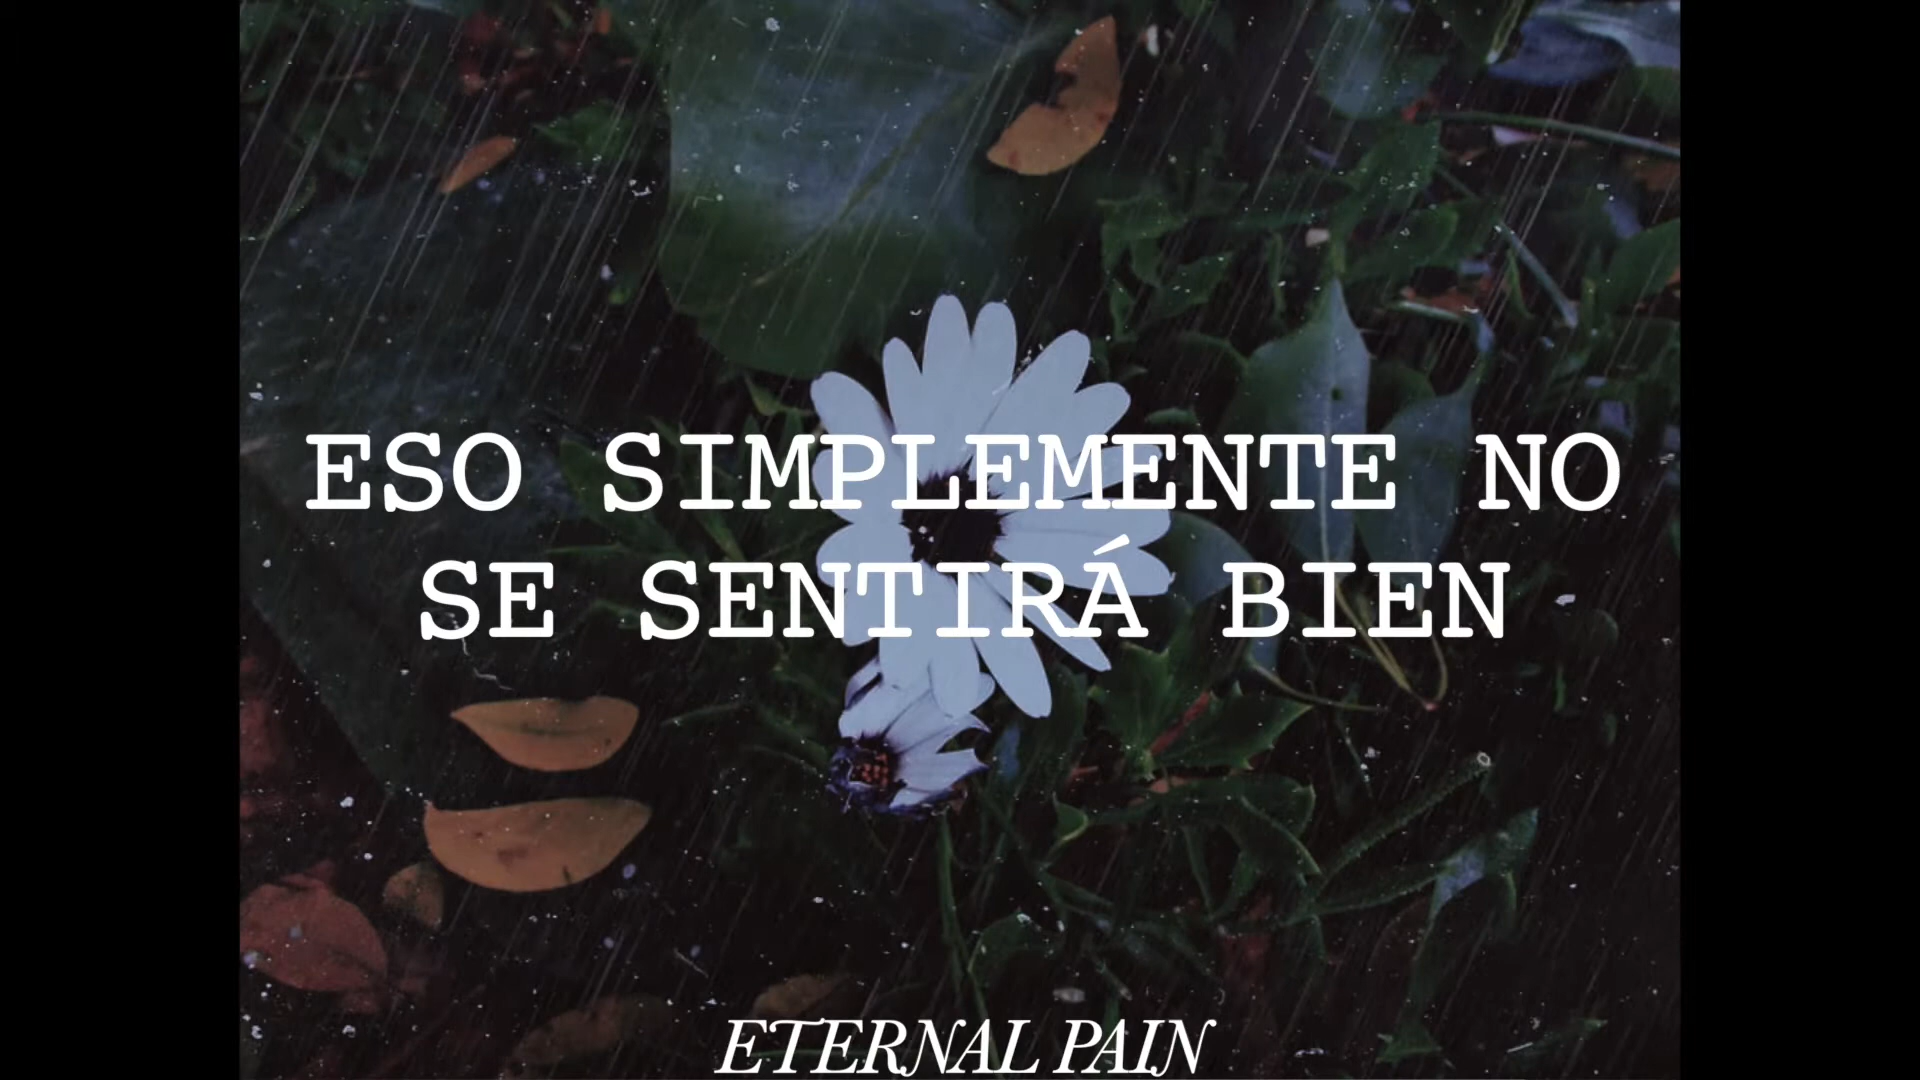 ESO SIMPLEMENTE NO
SE SENTIRÁ BIEN
ETERNAL PAIN